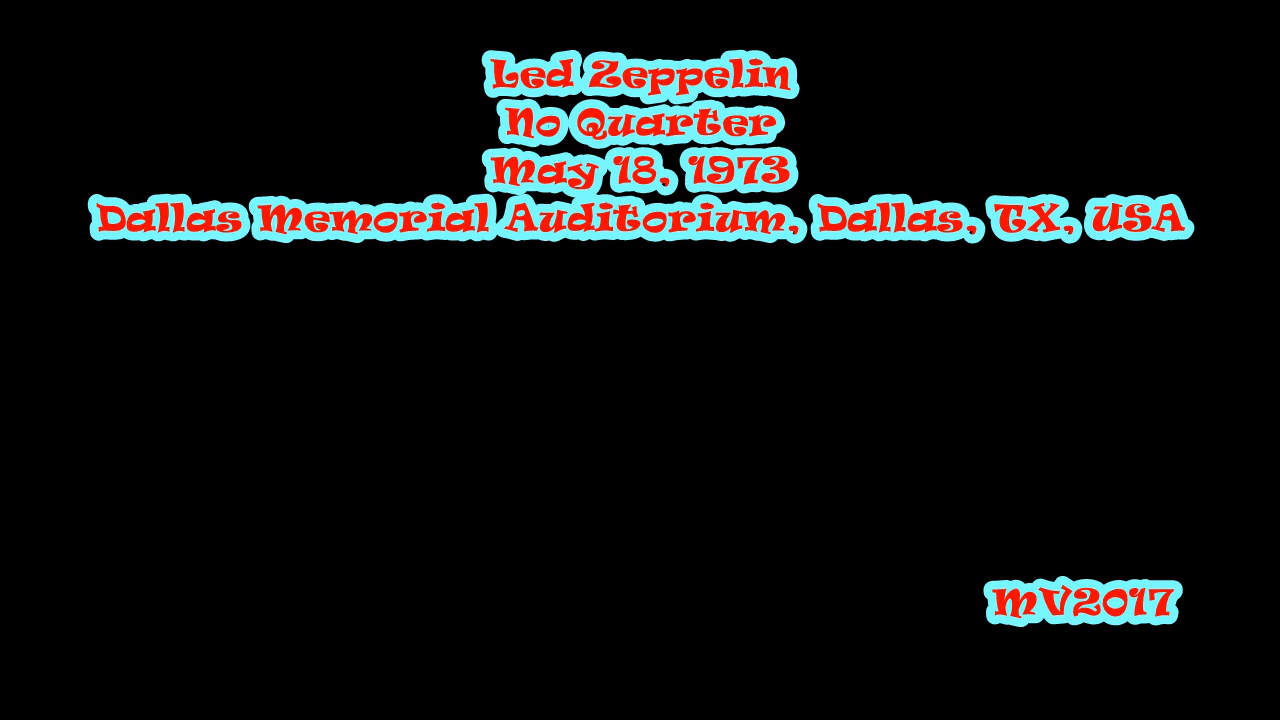 Led Zeppelin
No Quarter
May 18, 1973
Dallas Memorial Auditorium, Dallas, TX, USA
MV2017